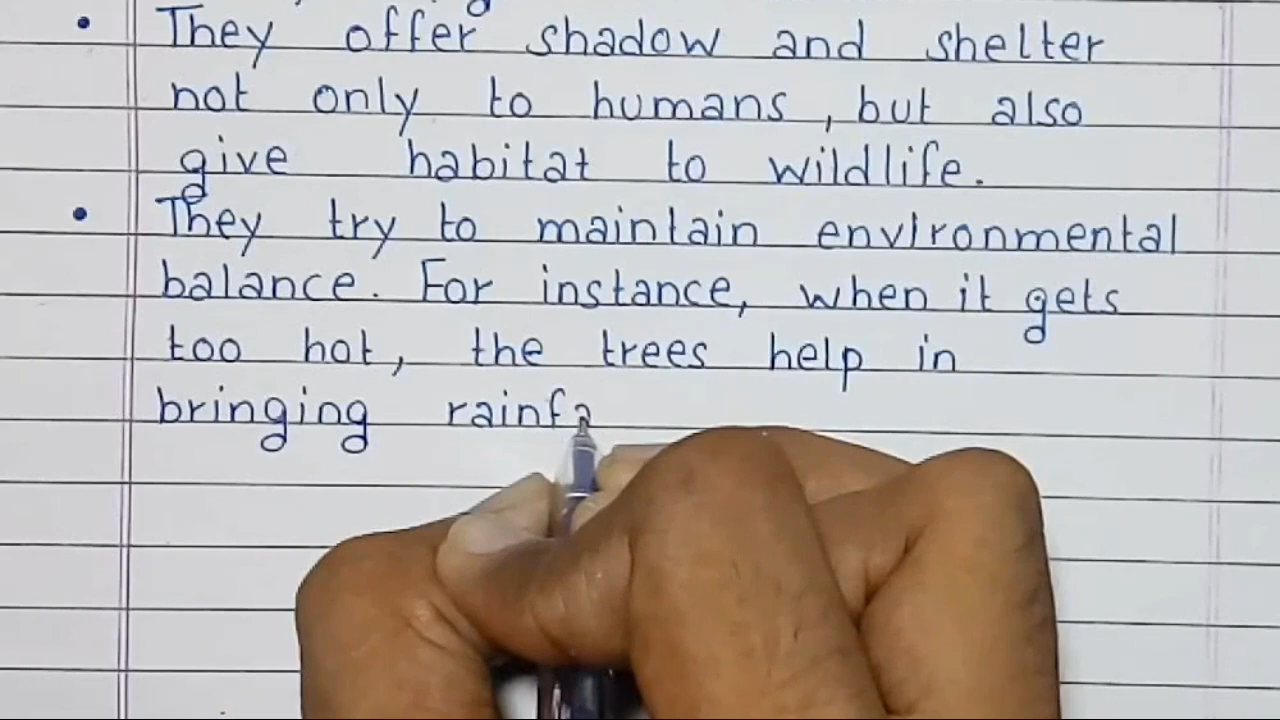 • They offer shadow and shelter
not only to humans, but also
give habitat to wildlife.
• They try to maintain environmental
balance. For instance, when it gets
too hot, the trees help in
bringing rainfa